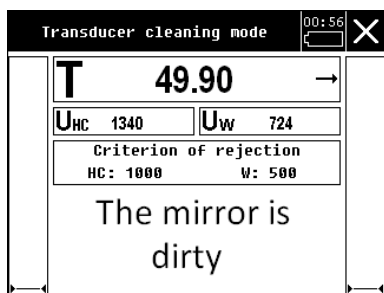 Transducer cleaning mode 00:56
T 49.90 →
UHC 1340 UW 724
Criterion of rejection
HC: 1000 W: 500
The mirror is
dirty